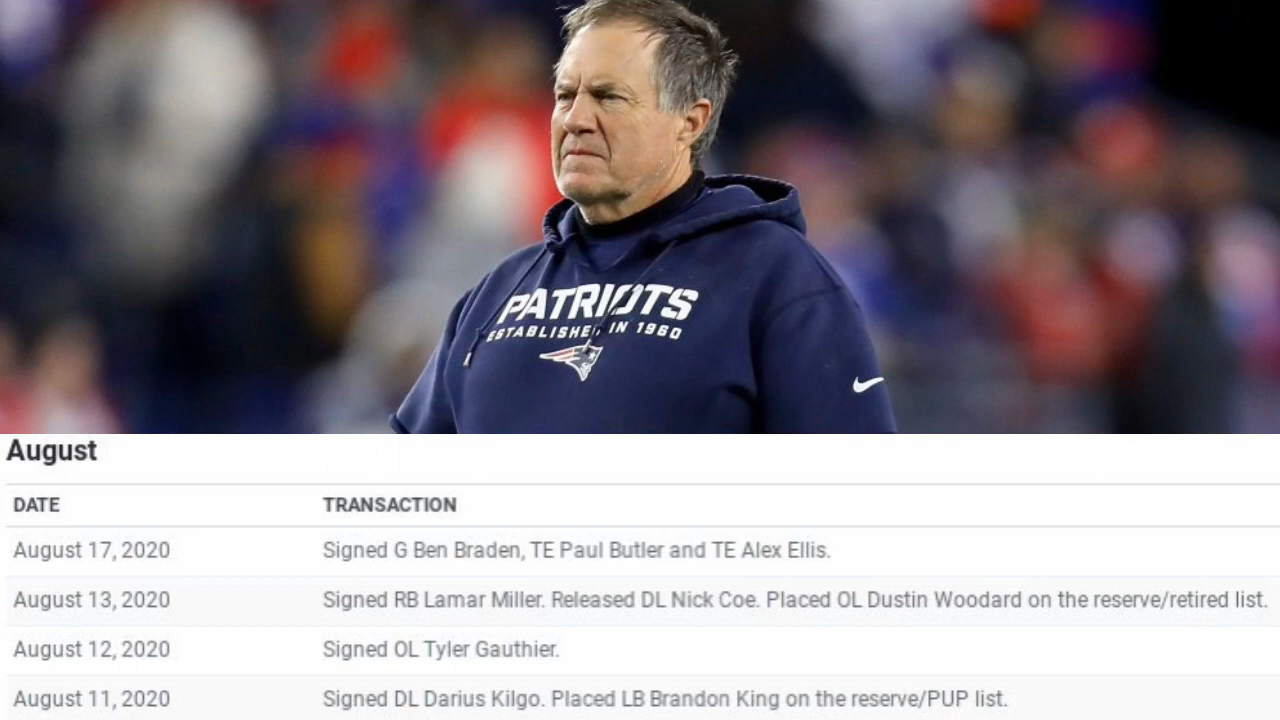 PATRIOTS
ESTABLISHED IN 1960
August
DATE TRANSACTION
August 17, 2020 Signed G Ben Braden, TE Paul Butler and TE Alex Ellis.
August 13, 2020 Signed RB Lamar Miller. Released DL Nick Coe. Placed OL Dustin Woodard on the reserve/retired list.
August 12, 2020 Signed OL Tyler Gauthier.
August 11, 2020 Signed DL Darius Kilgo. Placed LB Brandon King on the reserve/PUP list.